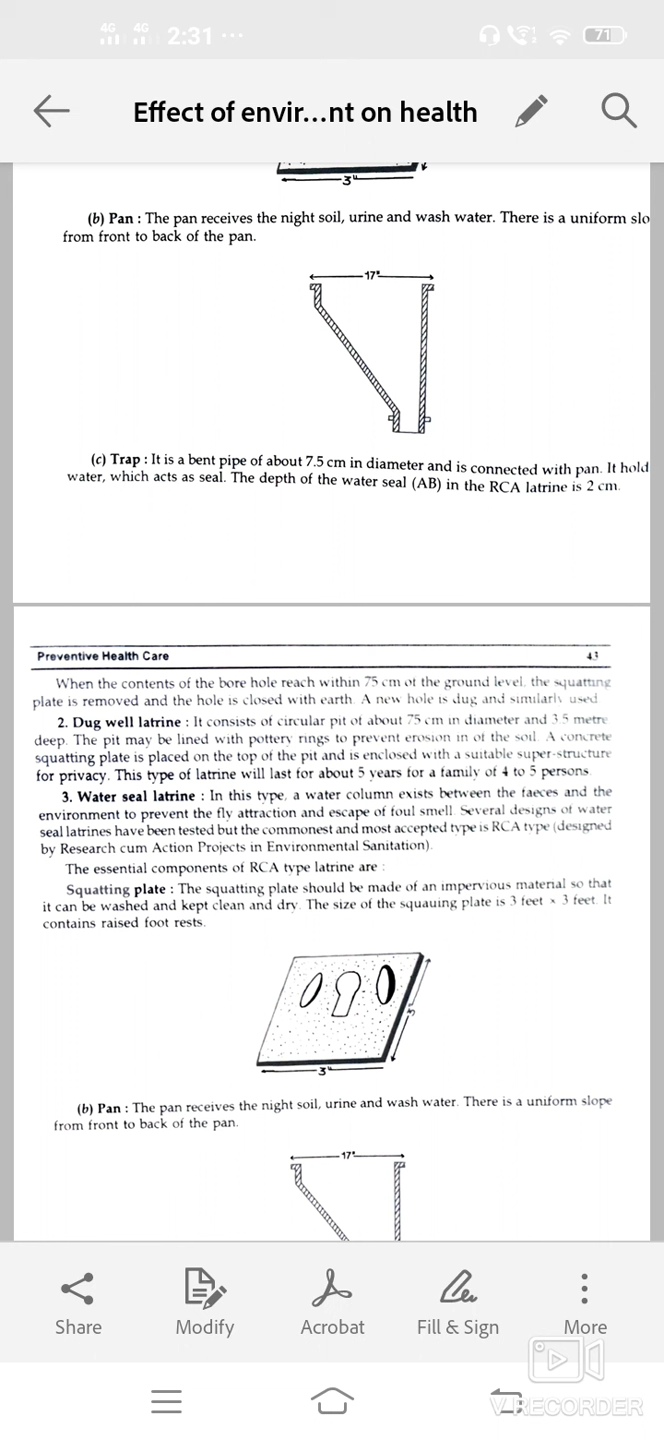 4G 4G 2:31 ... 71
Effect of envir...nt on health
3"
(b) Pan : The pan receives the night soil, urine and wash water. There is a uniform slo
from front to back of the pan.
17"
(c) Trap : It is a bent pipe of about 7.5 cm in diameter and is connected with pan. It hold
water, which acts as seal. The depth of the water seal (AB) in the RCA latrine is 2 cm.
Preventive Health Care 43
When the contents of the bore hole reach within 75 cm of the ground level, the squatting
plate is removed and the hole is closed with earth. A new hole is dug and similarly used
2. Dug well latrine : It consists of circular pit of about 75 cm in diameter and 3.5 metre
deep. The pit may be lined with pottery rings to prevent erosion in of the soil. A concrete
squatting plate is placed on the top of the pit and is enclosed with a suitable super-structure
for privacy. This type of latrine will last for about 5 years for a family of 4 to 5 persons.
3. Water seal latrine : In this type, a water column exists between the faeces and the
environment to prevent the fly attraction and escape of foul smell. Several designs of water
seal latrines have been tested but the commonest and most accepted type is RCA type (designed
by Research cum Action Projects in Environmental Sanitation).
The essential components of RCA type latrine are :
Squatting plate : The squatting plate should be made of an impervious material so that
it can be washed and kept clean and dry. The size of the squauing plate is 3 feet × 3 feet. It
contains raised foot rests.
3"
(b) Pan : The pan receives the night soil, urine and wash water. There is a uniform slope
from front to back of the pan.
17"
Share Modify Acrobat Fill & Sign More
V RECORDER